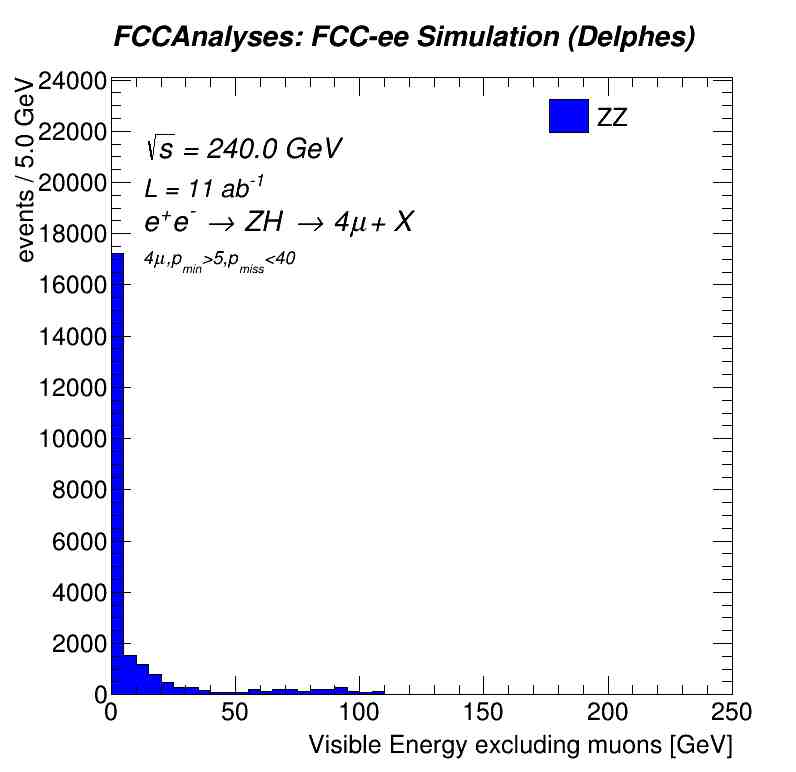 FCCAnalyses: FCC-ee Simulation (Delphes)
events / 5.0 GeV
24000
22000
20000
18000
16000
14000
12000
10000
8000
6000
4000
2000
0
√s = 240.0 GeV
L = 11 ab⁻¹
e⁺e⁻ → ZH → 4μ + X
4μ,p_min>5,p_miss<40
ZZ
0 50 100 150 200 250
Visible Energy excluding muons [GeV]